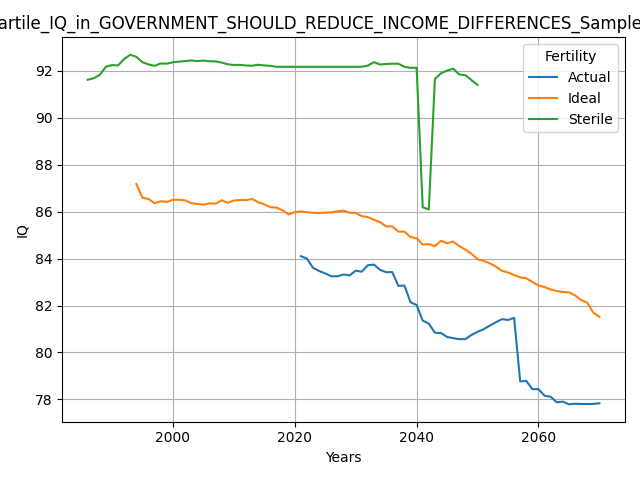 artile_IQ_in_GOVERNMENT_SHOULD_REDUCE_INCOME_DIFFERENCES_Sample
Fertility
Actual
Ideal
Sterile
IQ
92
90
88
86
84
82
80
78
2000
2020
2040
2060
Years